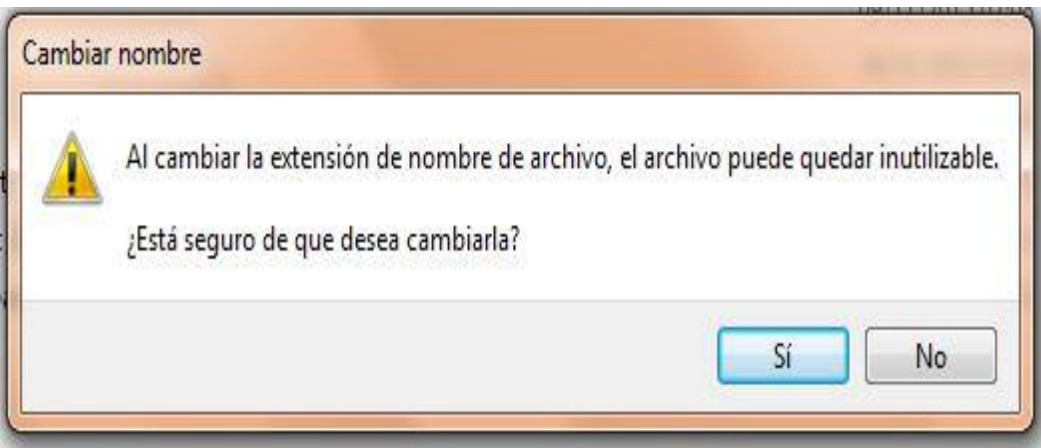 Cambiar nombre
Al cambiar la extensión de nombre de archivo, el archivo puede quedar inutilizable.
¿Está seguro de que desea cambiarla?
Sí No